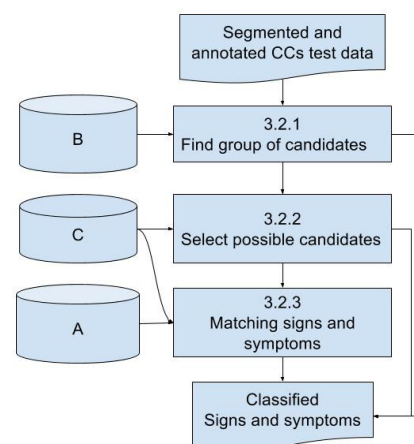 Segmented and
annotated CCs test data
B
3.2.1
Find group of candidates
C
3.2.2
Select possible candidates
A
3.2.3
Matching signs and
symptoms
Classified
Signs and symptoms